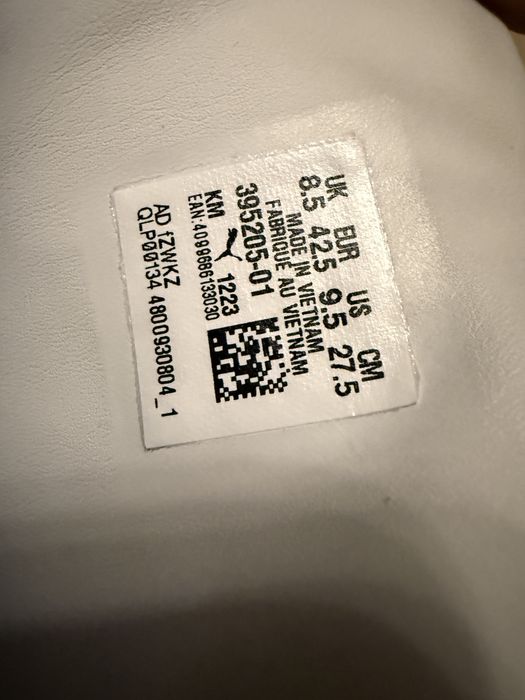 UK EUR US CM
8.5 42.5 9.5 27.5
MADE IN VIETNAM
FABRIQUÉ AU VIETNAM
395205-01
KM 1223
EAN: 4099686133030
AD fZWKZ
QLP00134 4800930804_1